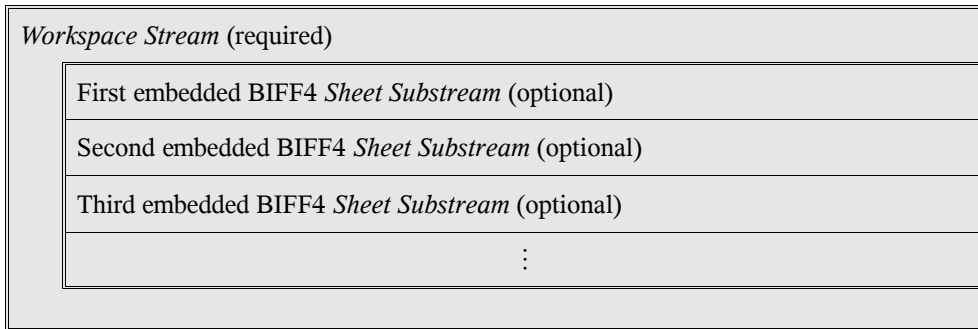 Workspace Stream (required)
First embedded BIFF4 Sheet Substream (optional)
Second embedded BIFF4 Sheet Substream (optional)
Third embedded BIFF4 Sheet Substream (optional)
⋮